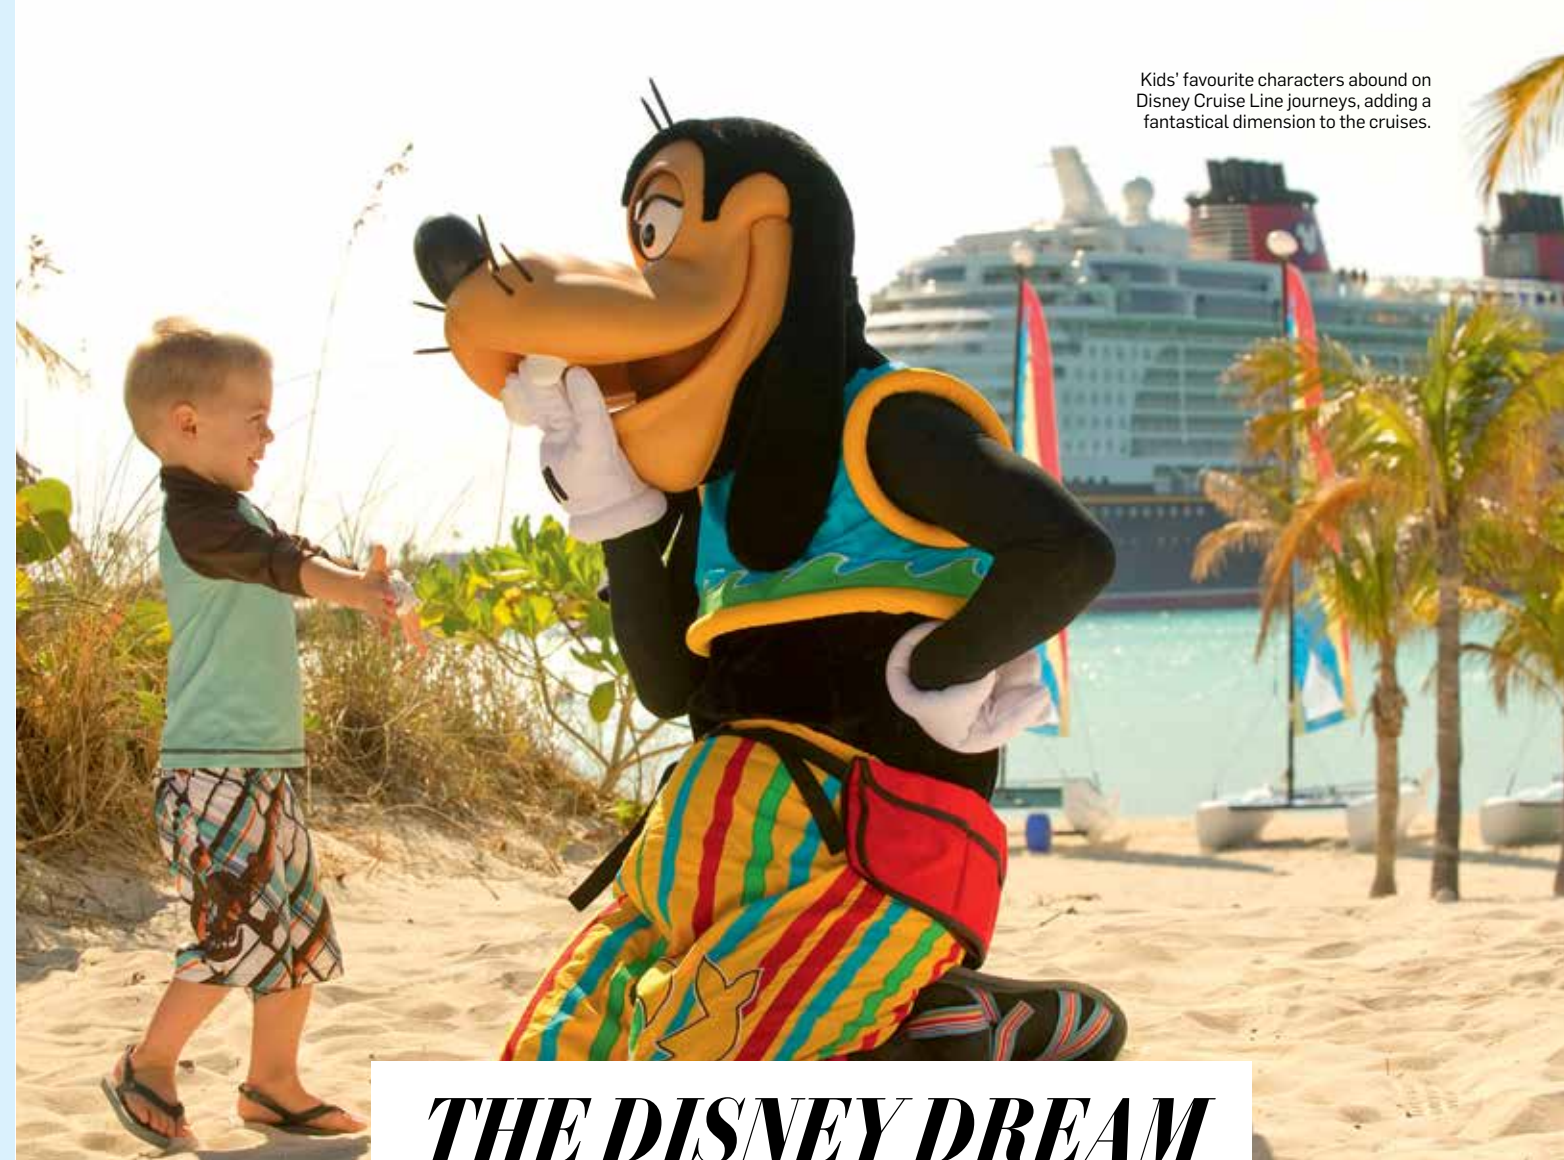 Kids' favourite characters abound on
Disney Cruise Line journeys, adding a
fantastical dimension to the cruises.
THE DISNEY DREAM